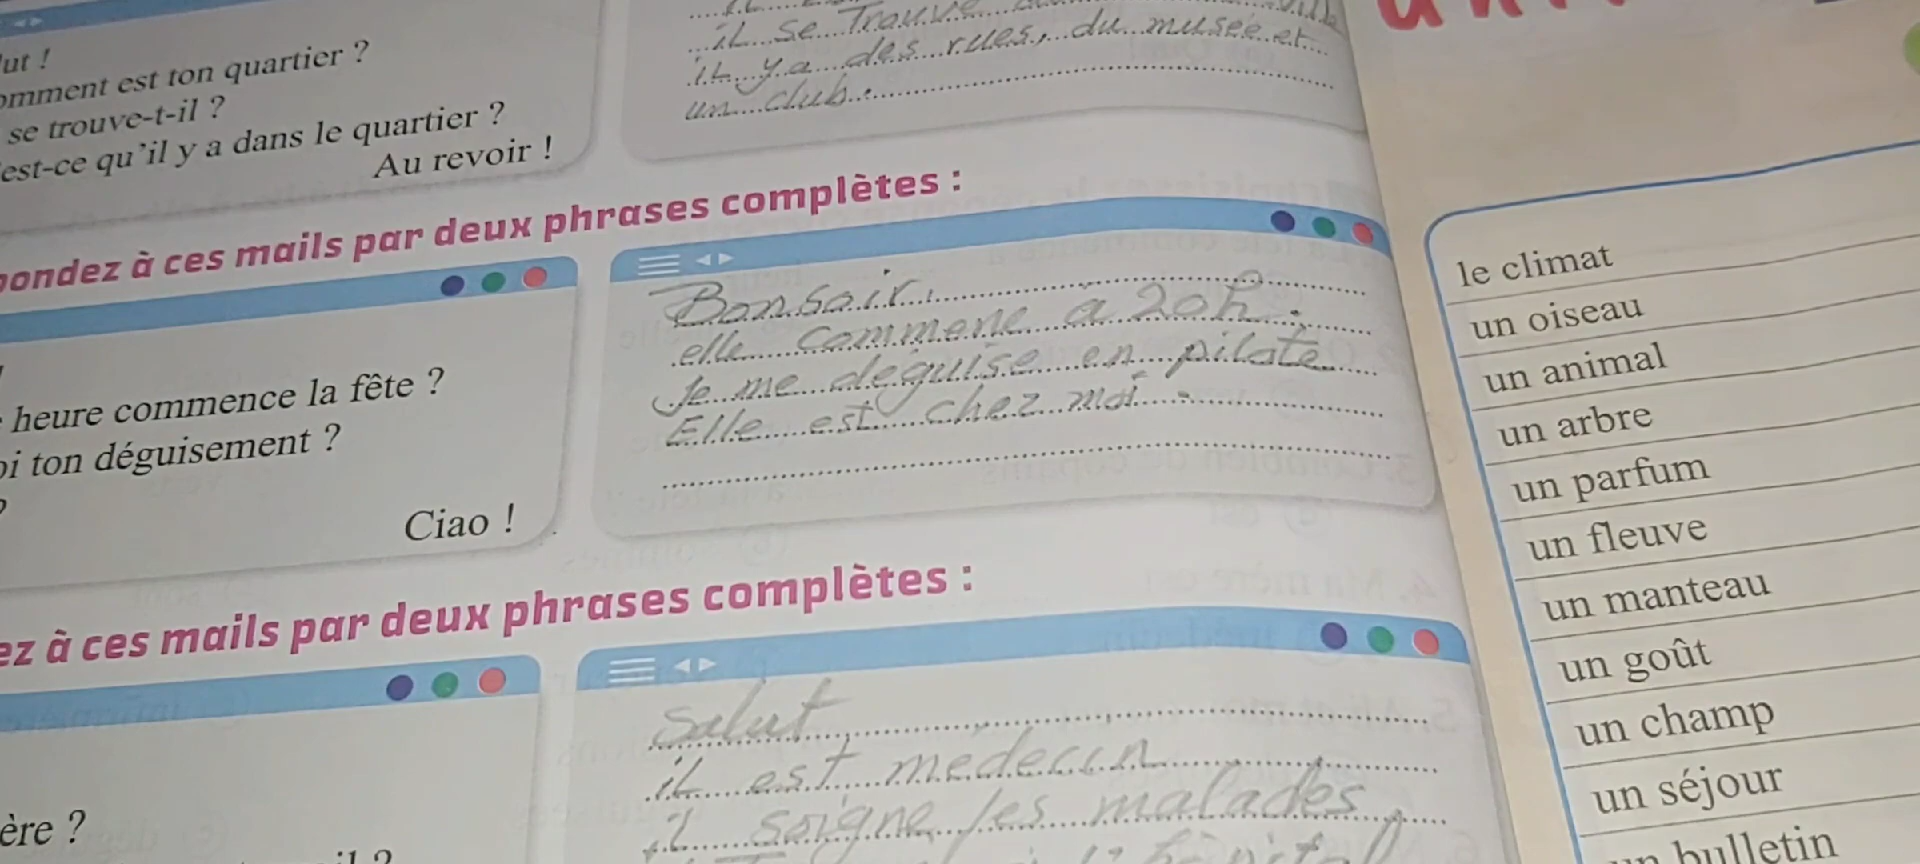 ut !
omment est ton quartier ?
se trouve-t-il ?
est-ce qu'il y a dans le quartier ?
Au revoir !
il se trouve
il y a des rues, du musée et
un club.
pondez à ces mails par deux phrases complètes :
heure commence la fête ?
oi ton déguisement ?
Ciao !
Bonsoir,
elle commene a 20h.
Je me déguise en pilote
Elle est chez moi.
ez à ces mails par deux phrases complètes :
ère ?
Salut,
il est medecin
il soigne les malades,
le climat
un oiseau
un animal
un arbre
un parfum
un fleuve
un manteau
un goût
un champ
un séjour
bulletin